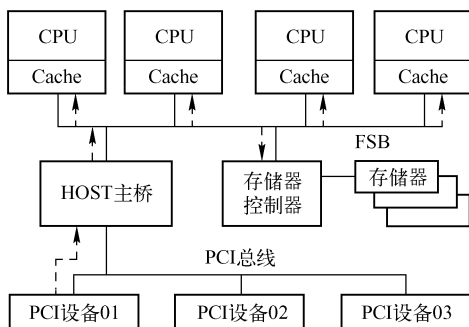 CPU CPU CPU CPU
Cache Cache Cache Cache
FSB
HOST主桥
存储器
控制器
存储器
PCI总线
PCI设备01 PCI设备02 PCI设备03